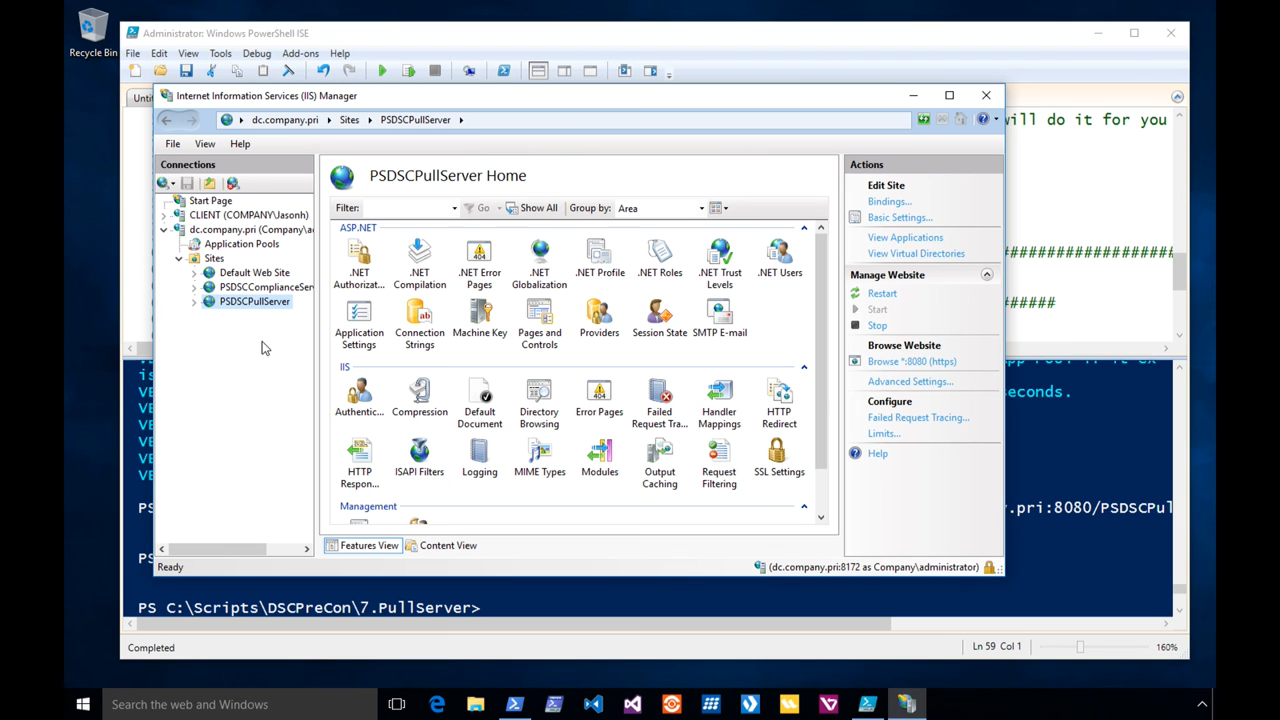 Recycle Bin
Administrator: Windows PowerShell ISE
File Edit View Tools Debug Add-ons Help
Internet Information Services (IIS) Manager
dc.company.pri Sites PSDSCPullServer
File View Help
Connections
Start Page
CLIENT (COMPANY\Jasonh)
dc.company.pri (Company\a
Application Pools
Sites
Default Web Site
PSDSCComplianceSer
PSDSCPullServer
PSDSCPullServer Home
Filter: Go Show All Group by: Area
ASP.NET
.NET Authorizat...
.NET Compilation
.NET Error Pages
.NET Globalization
.NET Profile
.NET Roles
.NET Trust Levels
.NET Users
Application Settings
Connection Strings
Machine Key
Pages and Controls
Providers
Session State
SMTP E-mail
IIS
Authentic...
Compression
Default Document
Directory Browsing
Error Pages
Failed Request Tra...
Handler Mappings
HTTP Redirect
HTTP Respon...
ISAPI Filters
Logging
MIME Types
Modules
Output Caching
Request Filtering
SSL Settings
Management
Features View Content View
Actions
Edit Site
Bindings...
Basic Settings...
View Applications
View Virtual Directories
Manage Website
Restart
Start
Stop
Browse Website
Browse *:8080 (https)
Advanced Settings...
Configure
Failed Request Tracing...
Limits...
Help
Ready
(dc.company.pri:8172 as Company\administrator)
will do it for you
###################
######
seconds.
.pri:8080/PSDSCPul
PS C:\Scripts\DSCPreCon\7.PullServer>
Completed
Ln 59 Col 1
160%
Search the web and Windows